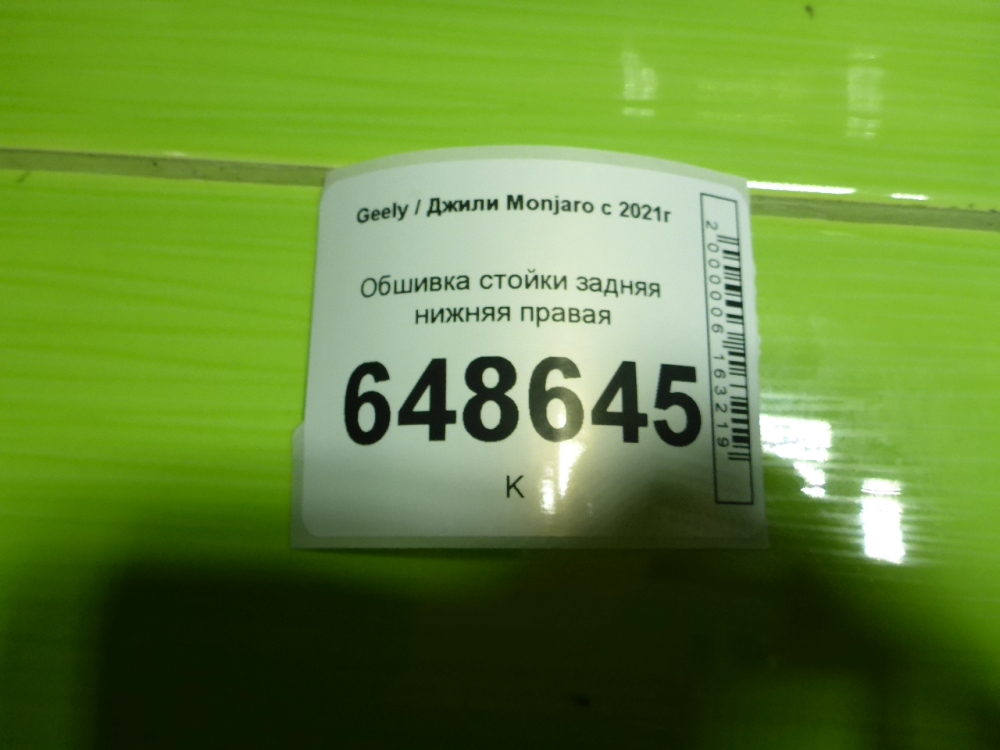 Geely / Джили Monjaro с 2021г
Обшивка стойки задняя
нижняя правая
648645
К
2000006163219